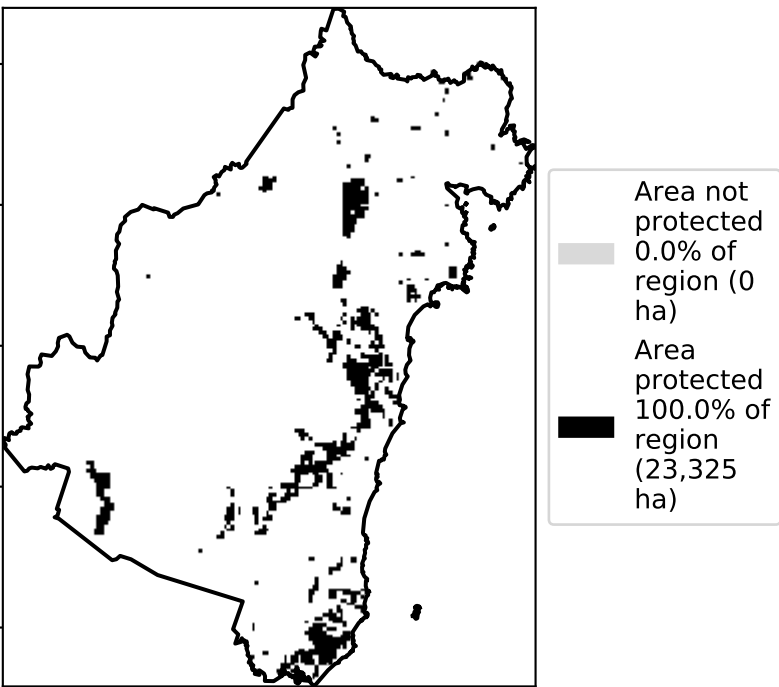 Area not
protected
0.0% of
region (0
ha)
Area
protected
100.0% of
region
(23,325
ha)